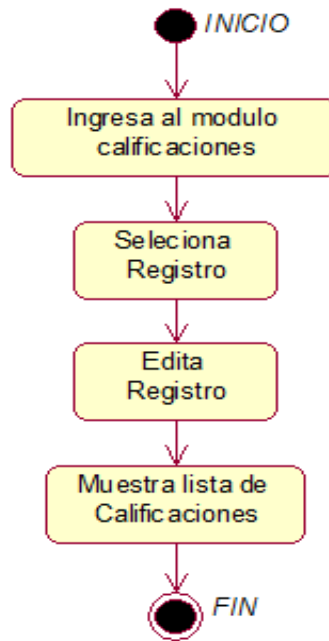 INICIO
Ingresa al modulo
calificaciones
Seleciona
Registro
Edita
Registro
Muestra lista de
Calificaciones
FIN